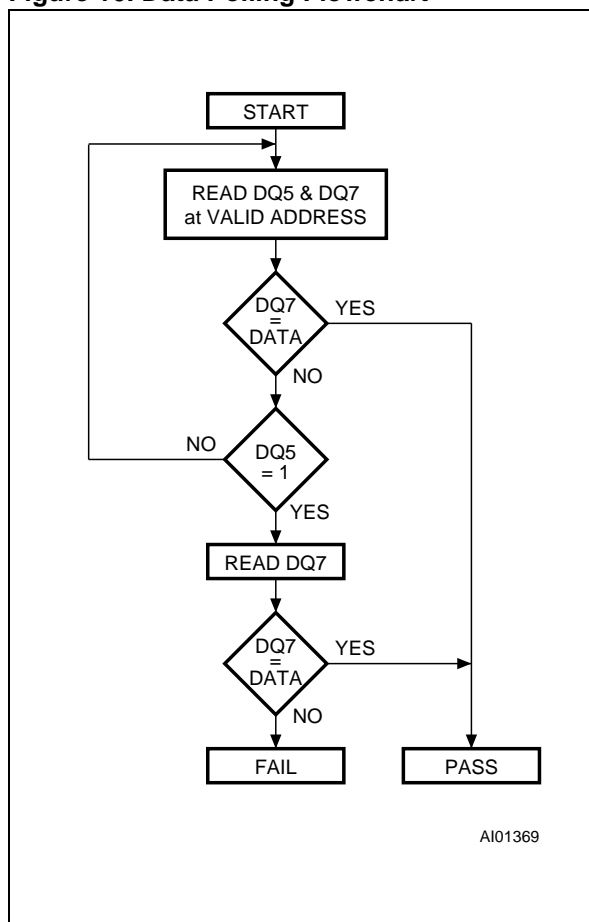 START
READ DQ5 & DQ7
at VALID ADDRESS
DQ7
=
DATA
YES
NO
NO
DQ5
= 1
YES
READ DQ7
DQ7
=
DATA
YES
NO
FAIL
PASS
AI01369